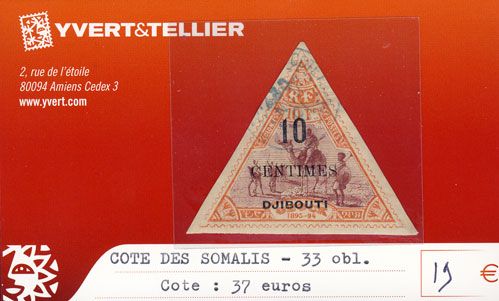 YVERT&TELLIER
2, rue de l'étoile
80094 Amiens Cedex 3
www.yvert.com
10
CENTIMES
DJIBOUTI
1893-94
COTE DES SOMALIS - 33 obl.
Cote : 37 euros
19 €